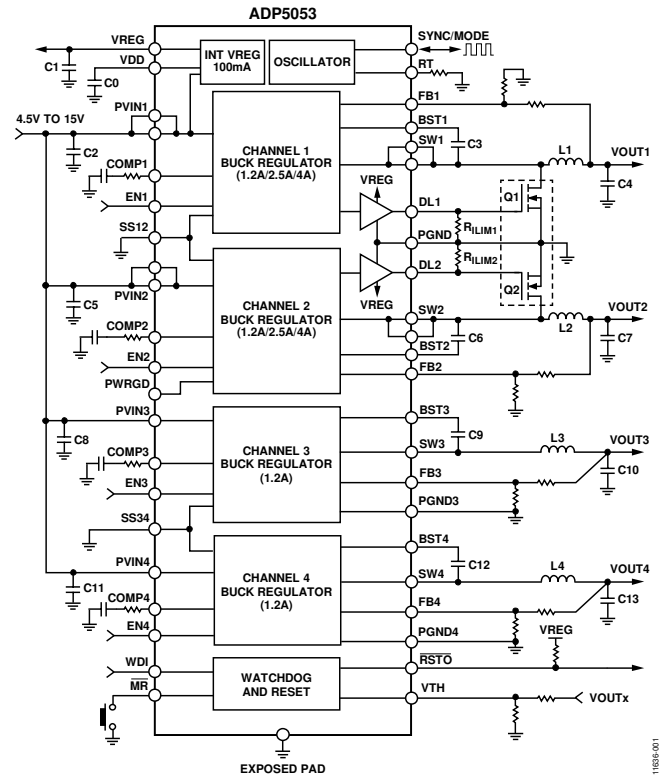 ADP5053
VREG
VDD
C1
C0
INT VREG
100mA
OSCILLATOR
SYNC/MODE
RT
4.5V TO 15V
PVIN1
C2
COMP1
EN1
SS12
CHANNEL 1
BUCK REGULATOR
(1.2A/2.5A/4A)
FB1
BST1
SW1
C3
L1
VOUT1
C4
VREG
Q1
DL1
RILIM1
PGND
RILIM2
DL2
Q2
VREG
C5
PVIN2
COMP2
EN2
PWRGD
CHANNEL 2
BUCK REGULATOR
(1.2A/2.5A/4A)
SW2
C6
BST2
FB2
L2
VOUT2
C7
PVIN3
C8
COMP3
EN3
SS34
CHANNEL 3
BUCK REGULATOR
(1.2A)
BST3
C9
SW3
FB3
PGND3
L3
VOUT3
C10
PVIN4
C11
COMP4
EN4
CHANNEL 4
BUCK REGULATOR
(1.2A)
BST4
C12
SW4
FB4
PGND4
L4
VOUT4
C13
VREG
WDI
MR
WATCHDOG
AND RESET
RSTO
VTH
VOUTx
EXPOSED PAD
11636-001